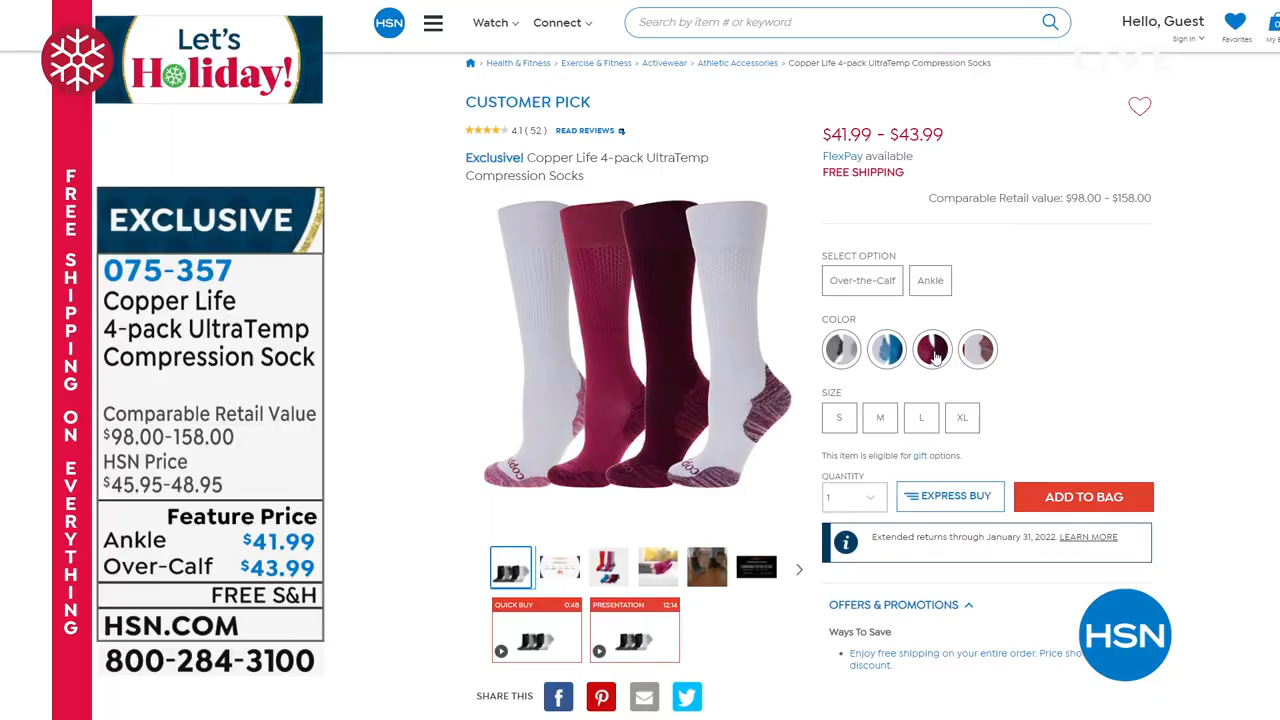 Let's
Holiday!
FREE SHIPPING ON EVERYTHING
EXCLUSIVE
075-357
Copper Life
4-pack UltraTemp
Compression Sock
Comparable Retail Value
$98.00-158.00
HSN Price
$45.95-48.95
Feature Price
Ankle $41.99
Over-Calf $43.99
FREE S&H
HSN.COM
800-284-3100
HSN
Watch
Connect
Search by item # or keyword
Hello, Guest
Sign In
Favorites
0
My
LIVE
Health & Fitness > Exercise & Fitness > Activewear > Athletic Accessories > Copper Life 4-pack UltraTemp Compression Socks
CUSTOMER PICK
4.1 ( 52 ) READ REVIEWS
Exclusive! Copper Life 4-pack UltraTemp
Compression Socks
$41.99 - $43.99
FlexPay available
FREE SHIPPING
Comparable Retail value: $98.00 - $158.00
SELECT OPTION
Over-the-Calf Ankle
COLOR
SIZE
S M L XL
This item is eligible for gift options.
QUANTITY
1
EXPRESS BUY
ADD TO BAG
Extended returns through January 31, 2022. LEARN MORE
OFFERS & PROMOTIONS
Ways To Save
Enjoy free shipping on your entire order. Price
discount.
HSN
QUICK BUY 0:46
PRESENTATION 12:14
SHARE THIS